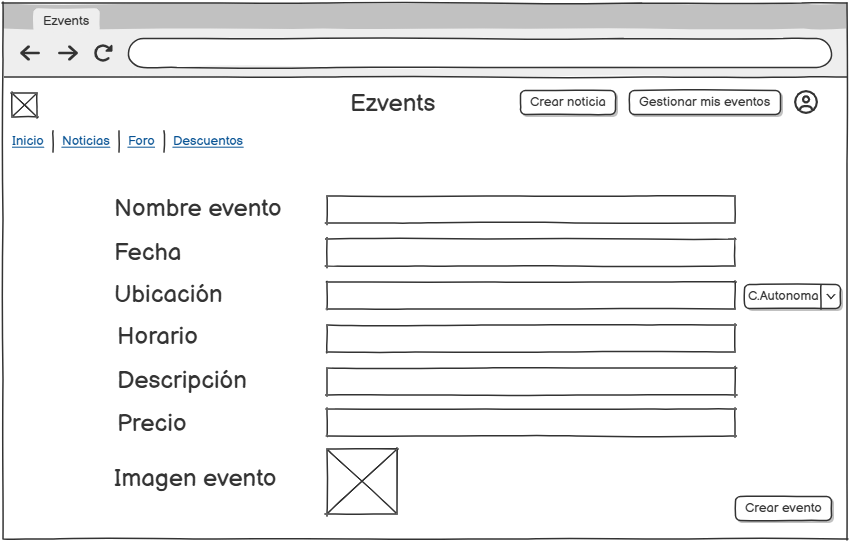 Ezvents
Ezvents
Crear noticia
Gestionar mis eventos
Inicio
Noticias
Foro
Descuentos
Nombre evento
Fecha
Ubicación
C.Autonoma
Horario
Descripción
Precio
Imagen evento
Crear evento